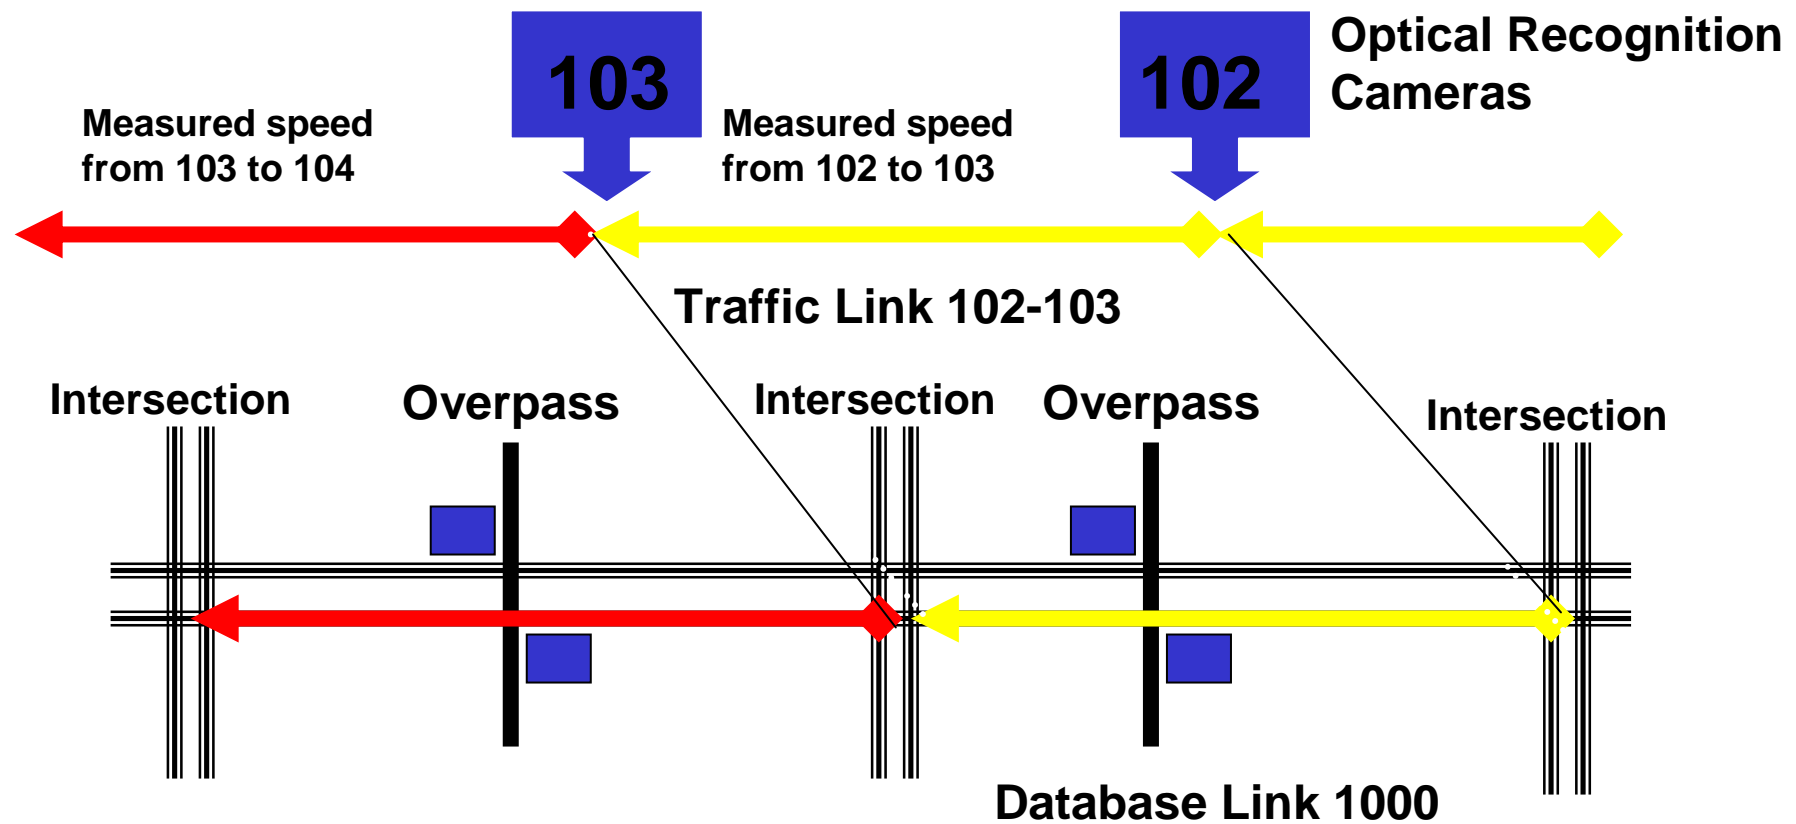 103
102
Optical Recognition
Cameras
Measured speed
from 103 to 104
Measured speed
from 102 to 103
Traffic Link 102-103
Intersection
Overpass
Intersection
Overpass
Intersection
Database Link 1000